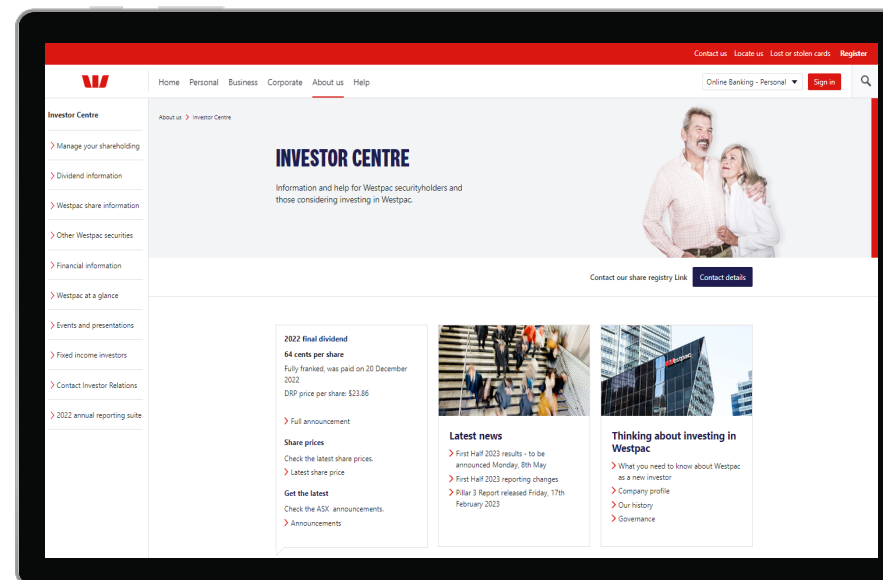 Contact us Locate us Lost or stolen cards Register
Home Personal Business Corporate About us Help
Online Banking - Personal Sign in
Investor Centre
Manage your shareholding
Dividend information
Westpac share information
Other Westpac securities
Financial information
Westpac at a glance
Events and presentations
Fixed income investors
Contact Investor Relations
2022 annual reporting suite
About us Investor Centre
INVESTOR CENTRE
Information and help for Westpac securityholders and
those considering investing in Westpac.
Contact our share registry Link Contact details
2022 final dividend
64 cents per share
Fully franked, was paid on 20 December
2022
DRP price per share: $23.86
Full announcement
Share prices
Check the latest share prices.
Latest share price
Get the latest
Check the ASX announcements.
Announcements
Latest news
First Half 2023 results - to be
announced Monday, 8th May
First Half 2023 reporting changes
Pillar 3 Report released Friday, 17th
February 2023
Westpac
Thinking about investing in
Westpac
What you need to know about Westpac
as a new investor
Company profile
Our history
Governance